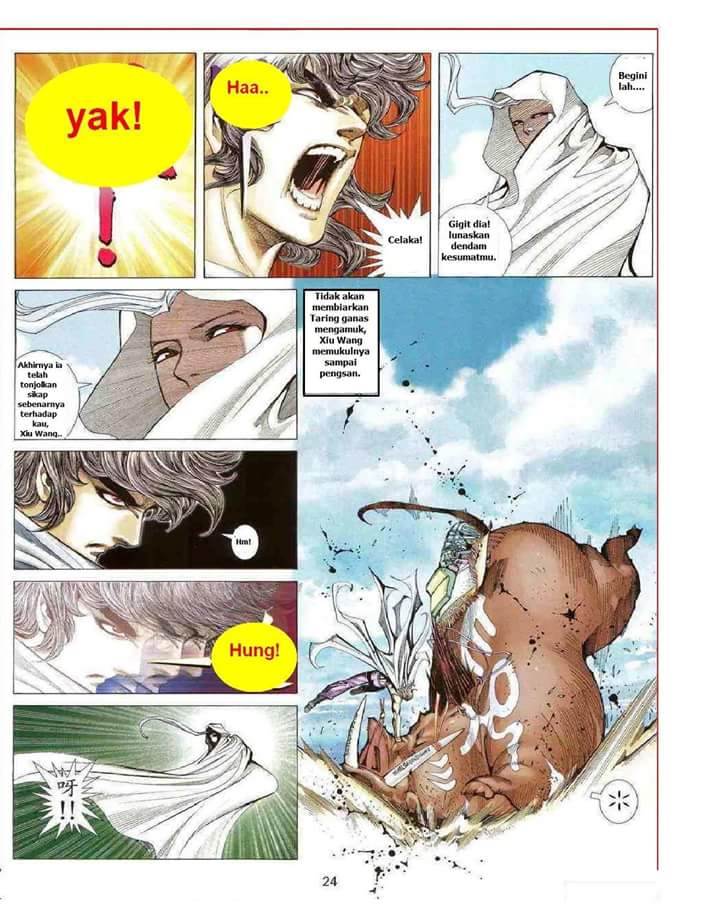 yak!
Haa..
Celaka!
Begini
lah....
Gigit dia!
lunaskan
dendam
kesumatmu.
Akhirnya ia
telah
tonjolkan
sikap
sebenarnya
terhadap
kau,
Xiu Wang..
Tidak akan
membiarkan
Taring ganas
mengamuk,
Xiu Wang
memukulnya
sampai
pengsan.
Hm!
Hung!
呀
!!
24